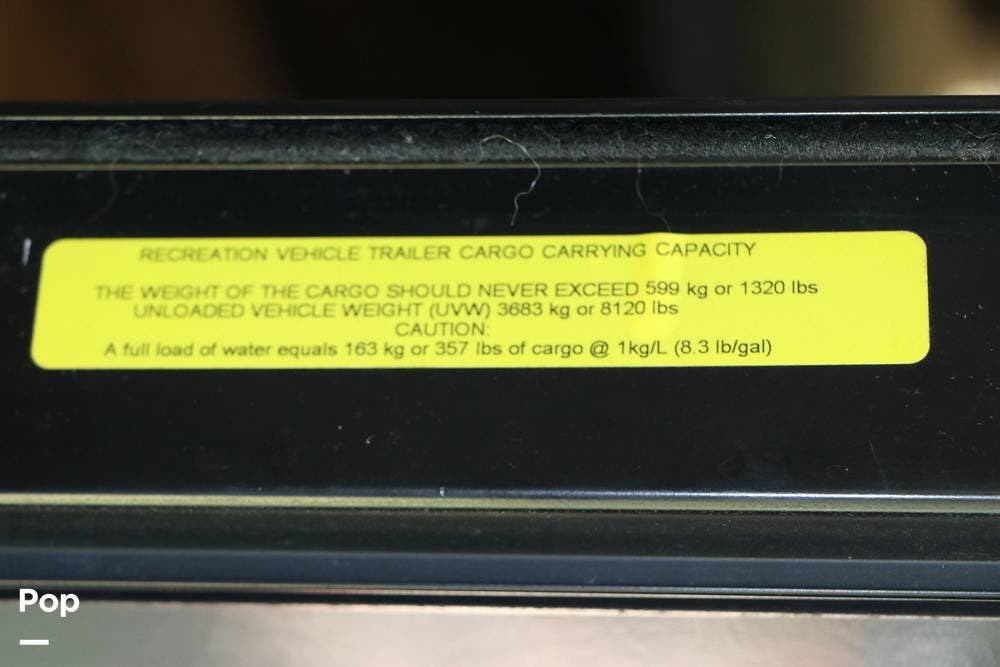 RECREATION VEHICLE TRAILER CARGO CARRYING CAPACITY
THE WEIGHT OF THE CARGO SHOULD NEVER EXCEED 599 kg or 1320 lbs
UNLOADED VEHICLE WEIGHT (UVW) 3683 kg or 8120 lbs
CAUTION:
A full load of water equals 163 kg or 357 lbs of cargo @ 1kg/L (8.3 lb/gal)
Pop